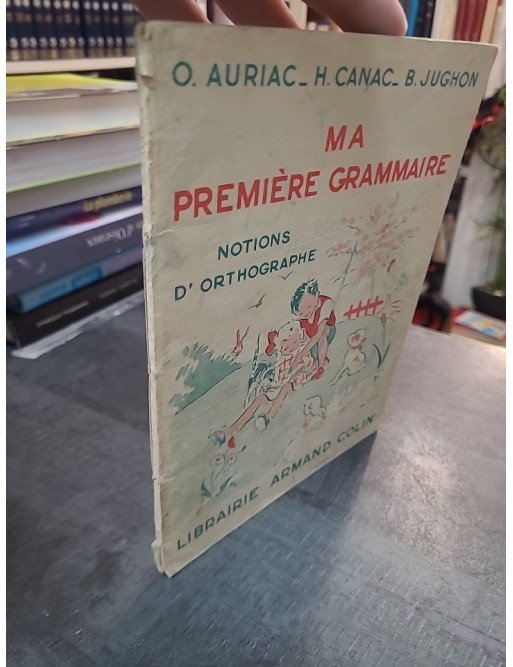 O. AURIAC_ H. CANAC_ B. JUGHON
MA
PREMIÈRE GRAMMAIRE
NOTIONS
D'ORTHOGRAPHE
LIBRAIRIE ARMAND COLIN